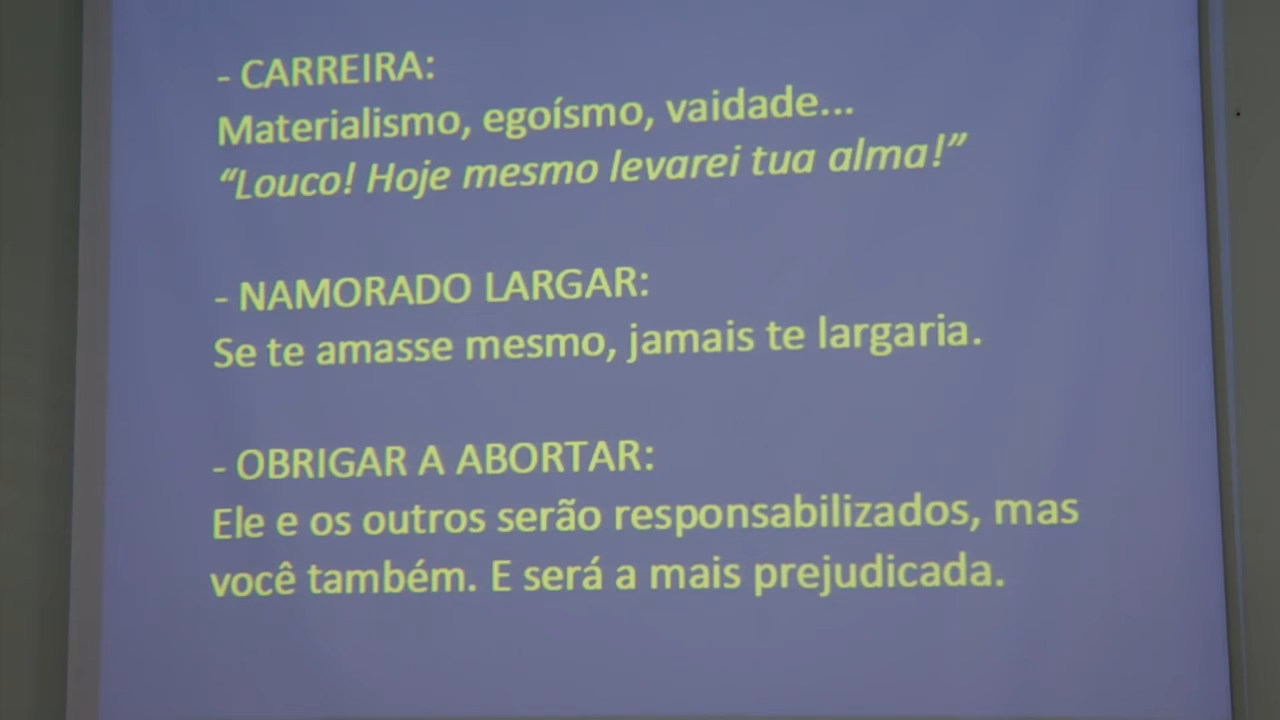 - CARREIRA:
Materialismo, egoísmo, vaidade...
“Louco! Hoje mesmo levarei tua alma!”
- NAMORADO LARGAR:
Se te amasse mesmo, jamais te largaria.
- OBRIGAR A ABORTAR:
Ele e os outros serão responsabilizados, mas
você também. E será a mais prejudicada.